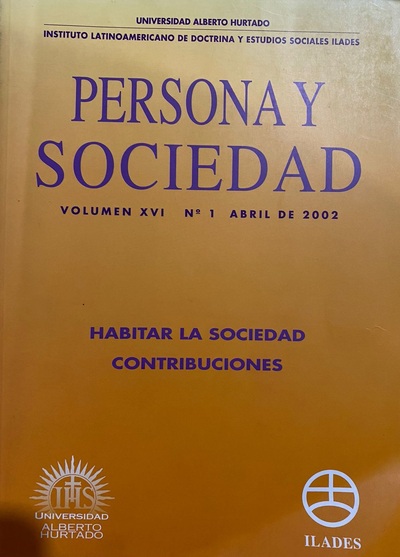 UNIVERSIDAD ALBERTO HURTADO
INSTITUTO LATINOAMERICANO DE DOCTRINA Y ESTUDIOS SOCIALES ILADES
PERSONA Y
SOCIEDAD
VOLUMEN XVI Nº 1 ABRIL DE 2002
HABITAR LA SOCIEDAD
CONTRIBUCIONES
IHS
UNIVERSIDAD
ALBERTO
HURTADO
ILADES